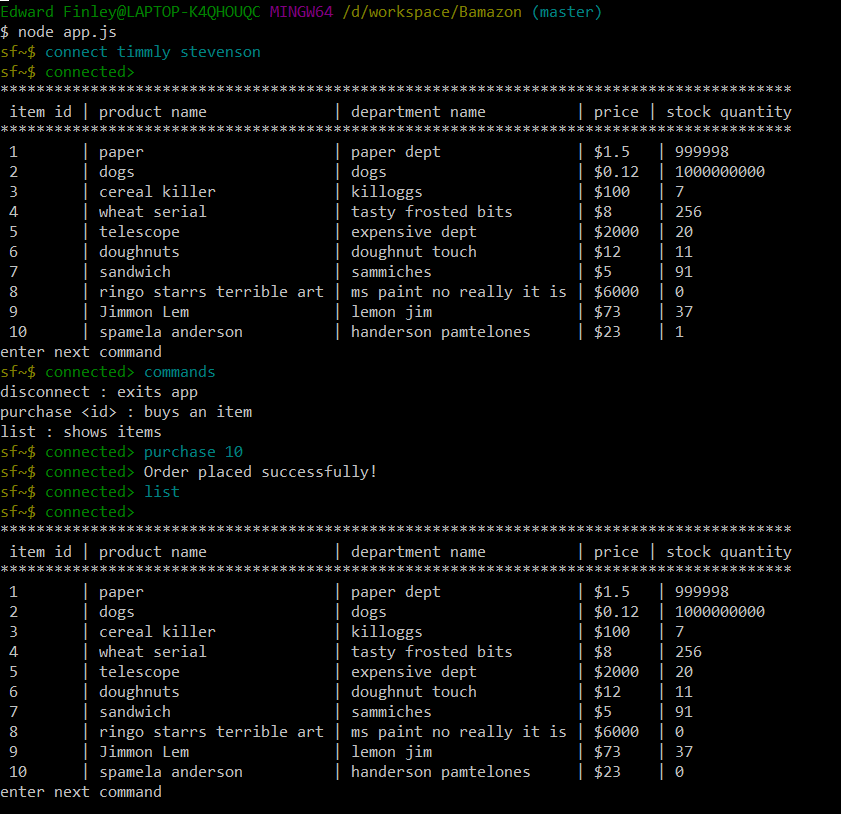 Edward Finley@LAPTOP-K4QHOUQC MINGW64 /d/workspace/Bamazon (master)
$ node app.js
sf~$ connect timmly stevenson
sf~$ connected>
****************************************************************************************
item id | product name | department name | price | stock quantity
****************************************************************************************
1 | paper | paper dept | $1.5 | 999998
2 | dogs | dogs | $0.12 | 1000000000
3 | cereal killer | killoggs | $100 | 7
4 | wheat serial | tasty frosted bits | $8 | 256
5 | telescope | expensive dept | $2000 | 20
6 | doughnuts | doughnut touch | $12 | 11
7 | sandwich | sammiches | $5 | 91
8 | ringo starrs terrible art | ms paint no really it is | $6000 | 0
9 | Jimmon Lem | lemon jim | $73 | 37
10 | spamela anderson | handerson pamtelones | $23 | 1
enter next command
sf~$ connected> commands
disconnect : exits app
purchase <id> : buys an item
list : shows items
sf~$ connected> purchase 10
sf~$ connected> Order placed successfully!
sf~$ connected> list
sf~$ connected>
****************************************************************************************
item id | product name | department name | price | stock quantity
****************************************************************************************
1 | paper | paper dept | $1.5 | 999998
2 | dogs | dogs | $0.12 | 1000000000
3 | cereal killer | killoggs | $100 | 7
4 | wheat serial | tasty frosted bits | $8 | 256
5 | telescope | expensive dept | $2000 | 20
6 | doughnuts | doughnut touch | $12 | 11
7 | sandwich | sammiches | $5 | 91
8 | ringo starrs terrible art | ms paint no really it is | $6000 | 0
9 | Jimmon Lem | lemon jim | $73 | 37
10 | spamela anderson | handerson pamtelones | $23 | 0
enter next command